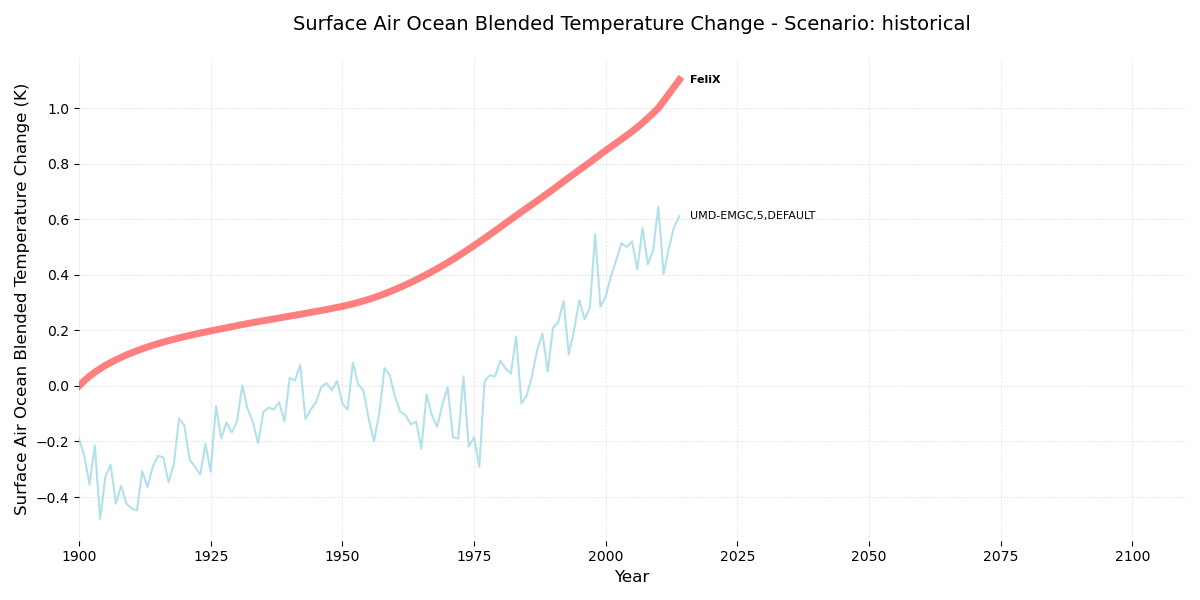 Surface Air Ocean Blended Temperature Change - Scenario: historical
Surface Air Ocean Blended Temperature Change (K)
1.0
0.8
0.6
0.4
0.2
0.0
−0.2
−0.4
FeliX
UMD-EMGC,5,DEFAULT
1900 1925 1950 1975 2000 2025 2050 2075 2100
Year